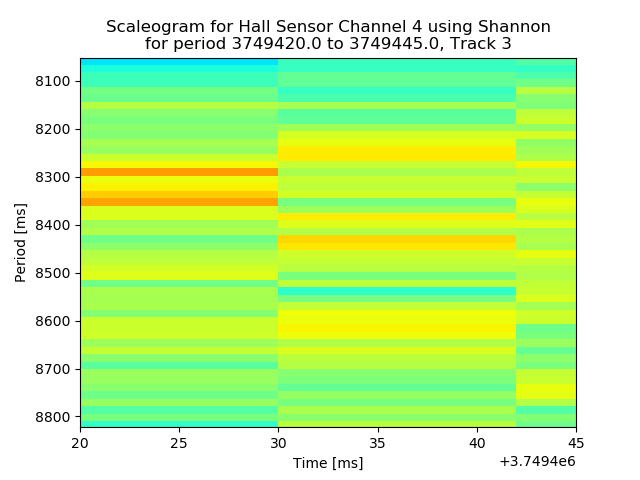 Scaleogram for Hall Sensor Channel 4 using Shannon
for period 3749420.0 to 3749445.0, Track 3
Period [ms]
8100
8200
8300
8400
8500
8600
8700
8800
20 25 30 35 40 45
Time [ms]
+3.7494e6